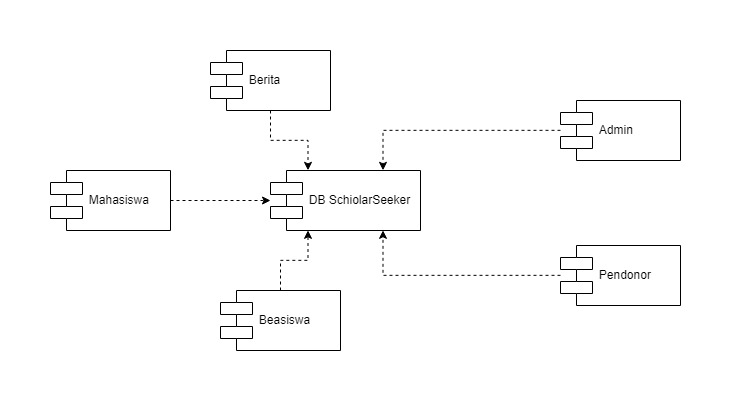 Berita
Admin
Mahasiswa
DB SchiolarSeeker
Pendonor
Beasiswa